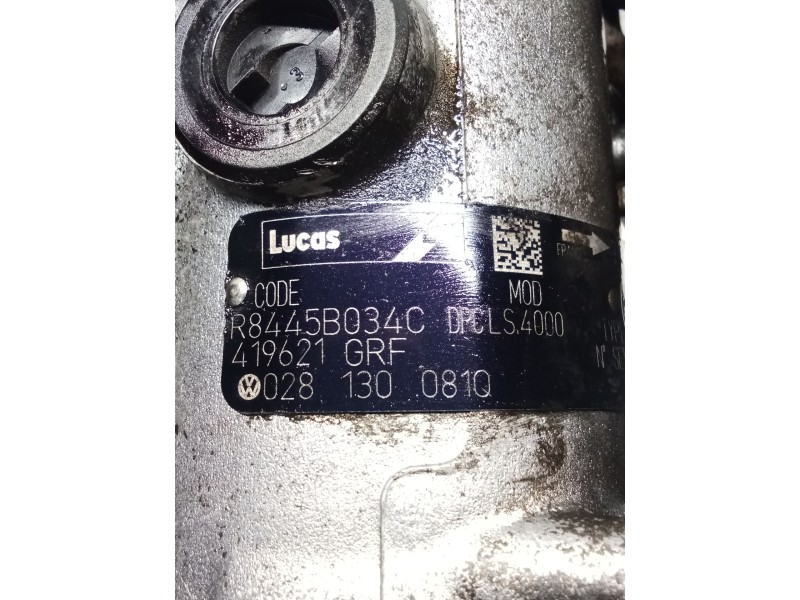 Lucas
CODE MOD
R8445B034C DPCLS.4000
419621 GRF
028 130 081Q